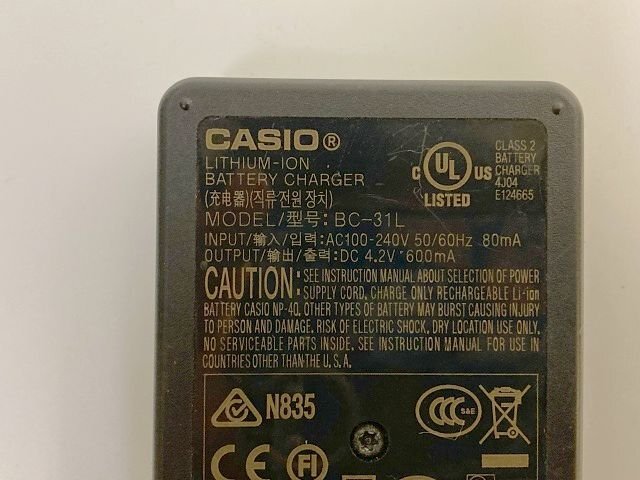 CASIO®
LITHIUM-ION
BATTERY CHARGER
(充电器)(직류전원장치)
MODEL/型号: BC-31L
INPUT/输入/입력:AC100-240V 50/60Hz 80mA
OUTPUT/输出/출력:DC 4.2V⎓600mA
C UL US
LISTED
CLASS 2
BATTERY
CHARGER
4J04
E124665
CAUTION:SEE INSTRUCTION MANUAL ABOUT SELECTION OF POWER
SUPPLY CORD, CHARGE ONLY RECHARGEABLE Li-ion
BATTERY CASIO NP-40. OTHER TYPES OF BATTERY MAY BURST CAUSING INJURY
TO PERSON AND DAMAGE. RISK OF ELECTRIC SHOCK, DRY LOCATION USE ONLY.
NO SERVICEABLE PARTS INSIDE. SEE INSTRUCTION MANUAL FOR USE IN
COUNTRIES OTHER THAN THE U.S.A.
N835
CCC S&E
CE FI